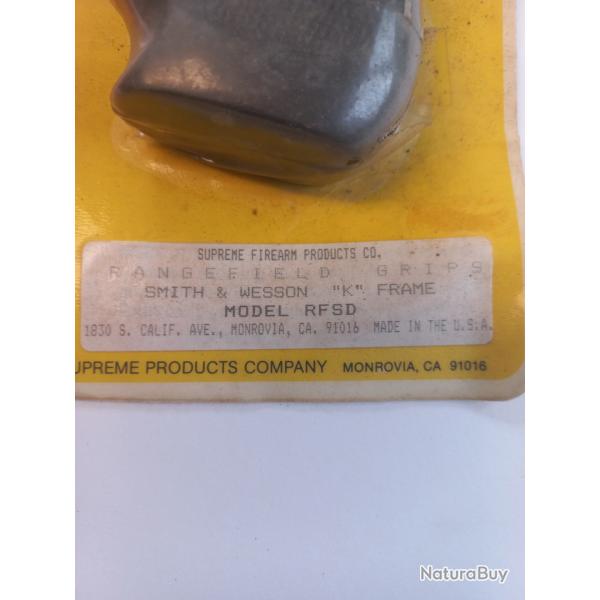 SUPREME FIREARM PRODUCTS CO.
RANGEFIELD GRIPS
SMITH & WESSON "K" FRAME
MODEL RFSD
1830 S. CALIF. AVE., MONROVIA, CA. 91016 MADE IN THE U.S.A.
UPREME PRODUCTS COMPANY MONROVIA, CA 91016
NaturaBuy